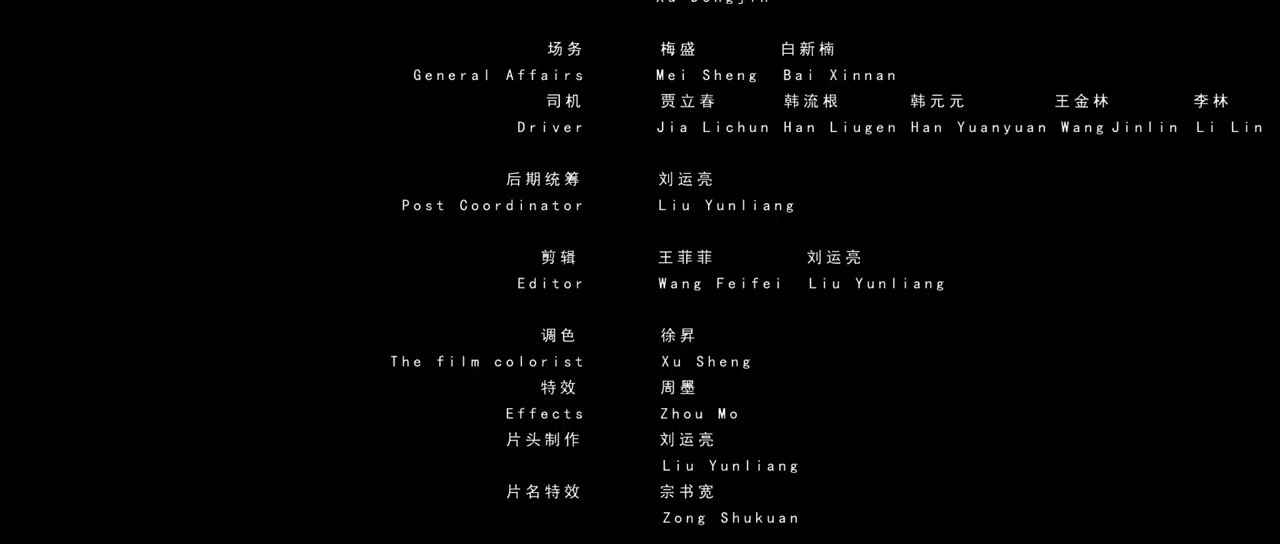 场务 梅盛 白新楠
General Affairs Mei Sheng Bai Xinnan
司机 贾立春 韩流根 韩元元 王金林 李林
Driver Jia Lichun Han Liugen Han Yuanyuan Wang Jinlin Li Lin
后期统筹 刘运亮
Post Coordinator Liu Yunliang
剪辑 王菲菲 刘运亮
Editor Wang Feifei Liu Yunliang
调色 徐昇
The film colorist Xu Sheng
特效 周墨
Effects Zhou Mo
片头制作 刘运亮
Liu Yunliang
片名特效 宗书宽
Zong Shukuan